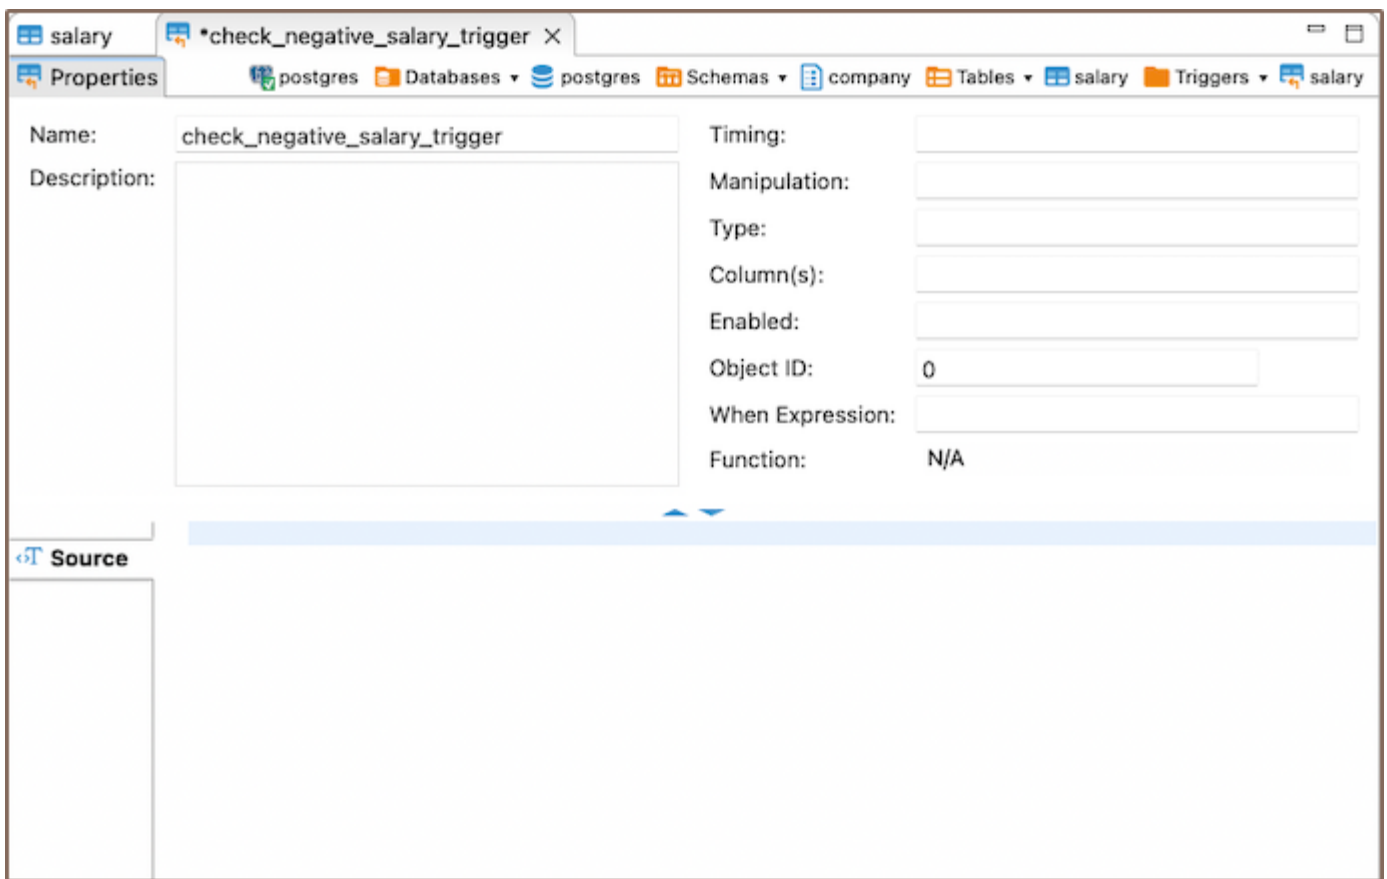 salary *check_negative_salary_trigger
Properties postgres Databases postgres Schemas company Tables salary Triggers salary
Name: check_negative_salary_trigger
Description:
Timing:
Manipulation:
Type:
Column(s):
Enabled:
Object ID: 0
When Expression:
Function: N/A
Source